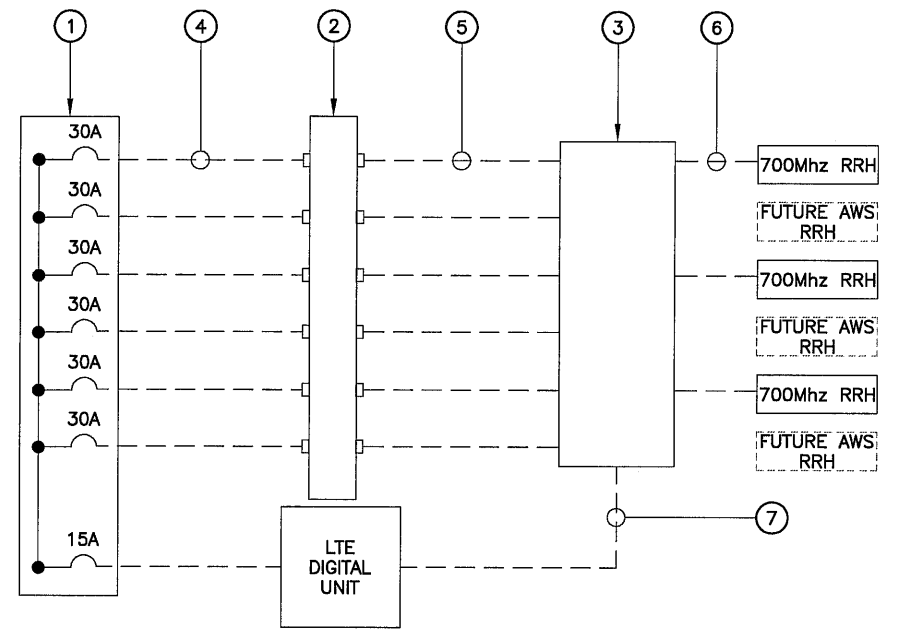 1
4
2
5
3
6
30A
700Mhz RRH
30A
FUTURE AWS
RRH
30A
700Mhz RRH
30A
FUTURE AWS
RRH
30A
700Mhz RRH
30A
FUTURE AWS
RRH
7
15A
LTE
DIGITAL
UNIT